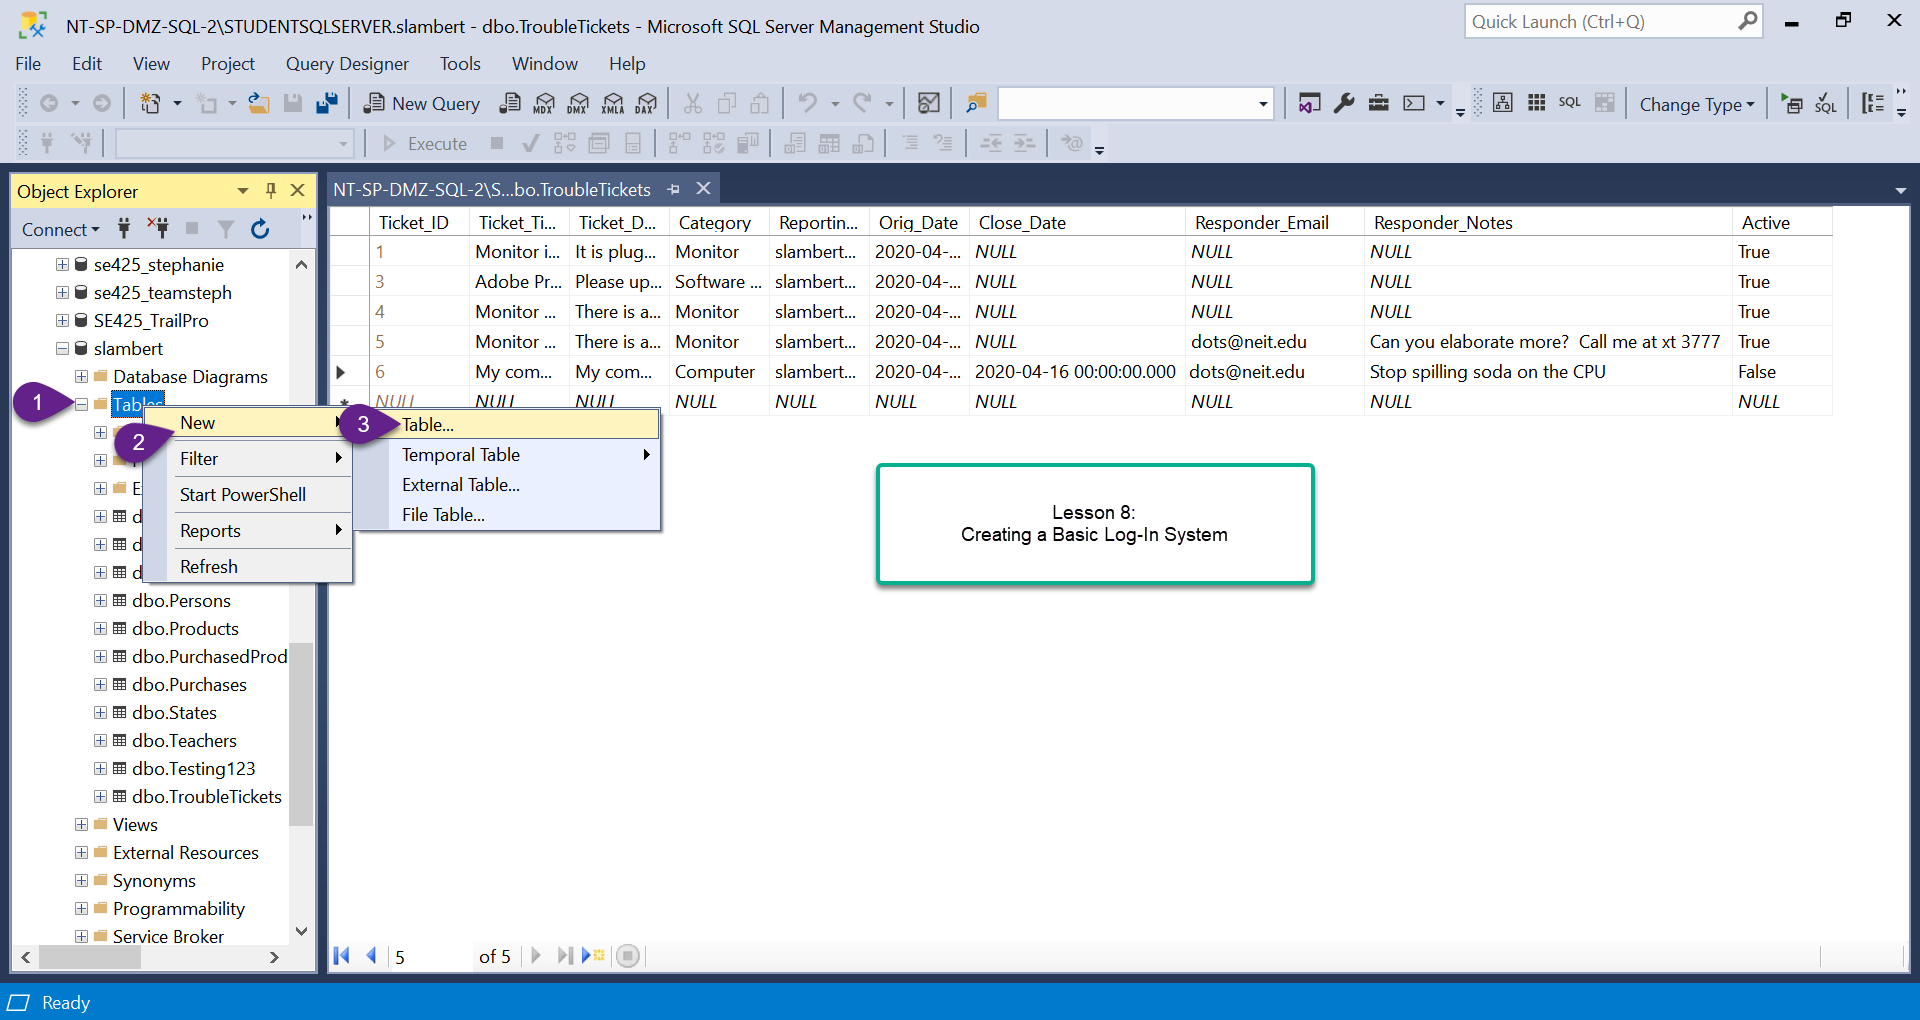 NT-SP-DMZ-SQL-2\STUDENTSQLSERVER.slambert - dbo.TroubleTickets - Microsoft SQL Server Management Studio
Quick Launch (Ctrl+Q)
File Edit View Project Query Designer Tools Window Help
New Query MDX DMX XMLA DAX SQL Change Type SQL
Execute
Object Explorer
Connect
se425_stephanie
se425_teamsteph
SE425_TrailPro
slambert
Database Diagrams
1 Tables
2 New
Filter
Start PowerShell
Reports
Refresh
3 Table...
Temporal Table
External Table...
File Table...
dbo.Persons
dbo.Products
dbo.PurchasedProd
dbo.Purchases
dbo.States
dbo.Teachers
dbo.Testing123
dbo.TroubleTickets
Views
External Resources
Synonyms
Programmability
Service Broker
NT-SP-DMZ-SQL-2\S...bo.TroubleTickets
Ticket_ID Ticket_Ti... Ticket_D... Category Reportin... Orig_Date Close_Date Responder_Email Responder_Notes Active
1 Monitor i... It is plug... Monitor slambert... 2020-04-... NULL NULL NULL True
3 Adobe Pr... Please up... Software ... slambert... 2020-04-... NULL NULL NULL True
4 Monitor ... There is a... Monitor slambert... 2020-04-... NULL NULL NULL True
5 Monitor ... There is a... Monitor slambert... 2020-04-... NULL dots@neit.edu Can you elaborate more? Call me at xt 3777 True
6 My com... My com... Computer slambert... 2020-04-... 2020-04-16 00:00:00.000 dots@neit.edu Stop spilling soda on the CPU False
NULL NULL NULL NULL NULL NULL NULL NULL NULL NULL
Lesson 8:
Creating a Basic Log-In System
5 of 5
Ready